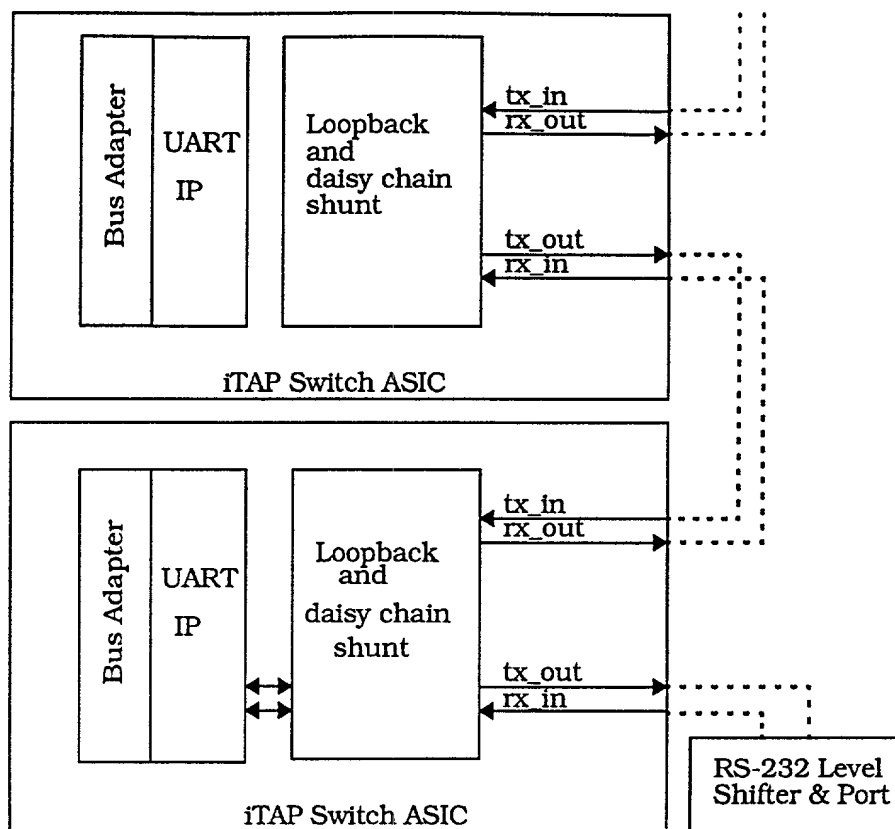 Bus Adapter
UART
IP
Loopback
and
daisy chain
shunt
tx_in
rx_out
tx_out
rx_in
iTAP Switch ASIC
Bus Adapter
UART
IP
Loopback
and
daisy chain
shunt
tx_in
rx_out
tx_out
rx_in
iTAP Switch ASIC
RS-232 Level
Shifter & Port